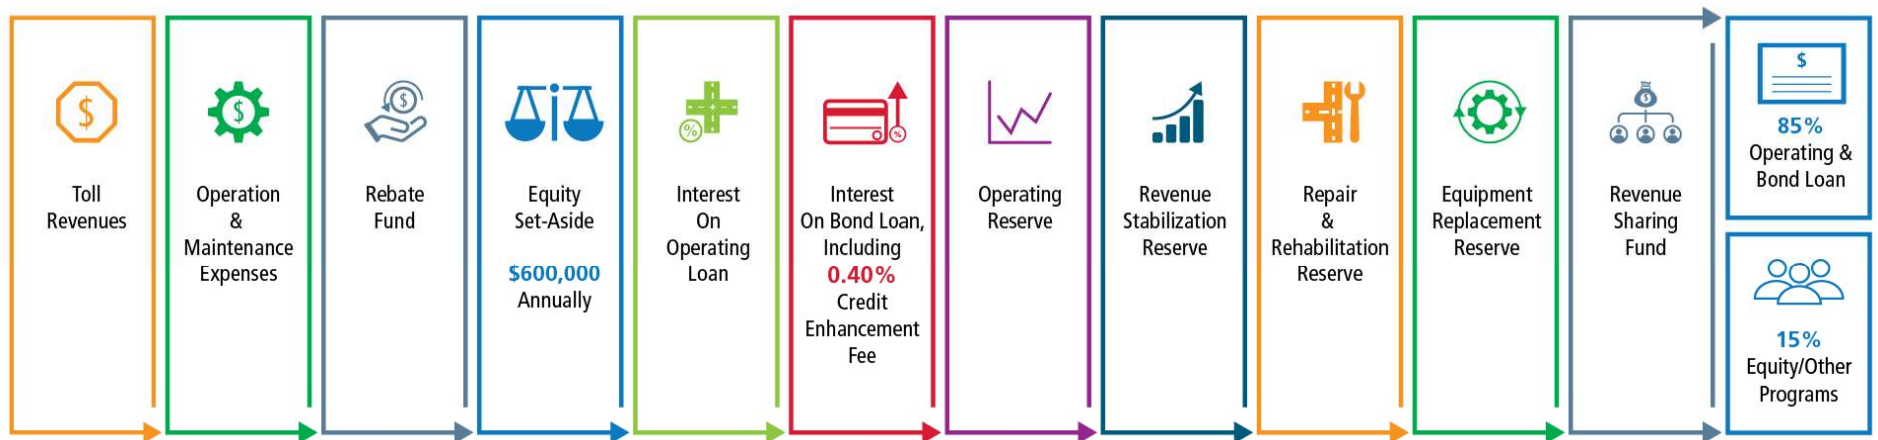 $
Toll
Revenues
$
Operation
&
Maintenance
Expenses
$
Rebate
Fund
Equity
Set-Aside
$600,000
Annually
%
Interest
On
Operating
Loan
%
Interest
On Bond Loan,
Including
0.40%
Credit
Enhancement
Fee
Operating
Reserve
Revenue
Stabilization
Reserve
Repair
&
Rehabilitation
Reserve
Equipment
Replacement
Reserve
$
Revenue
Sharing
Fund
$
85%
Operating &
Bond Loan
15%
Equity/Other
Programs